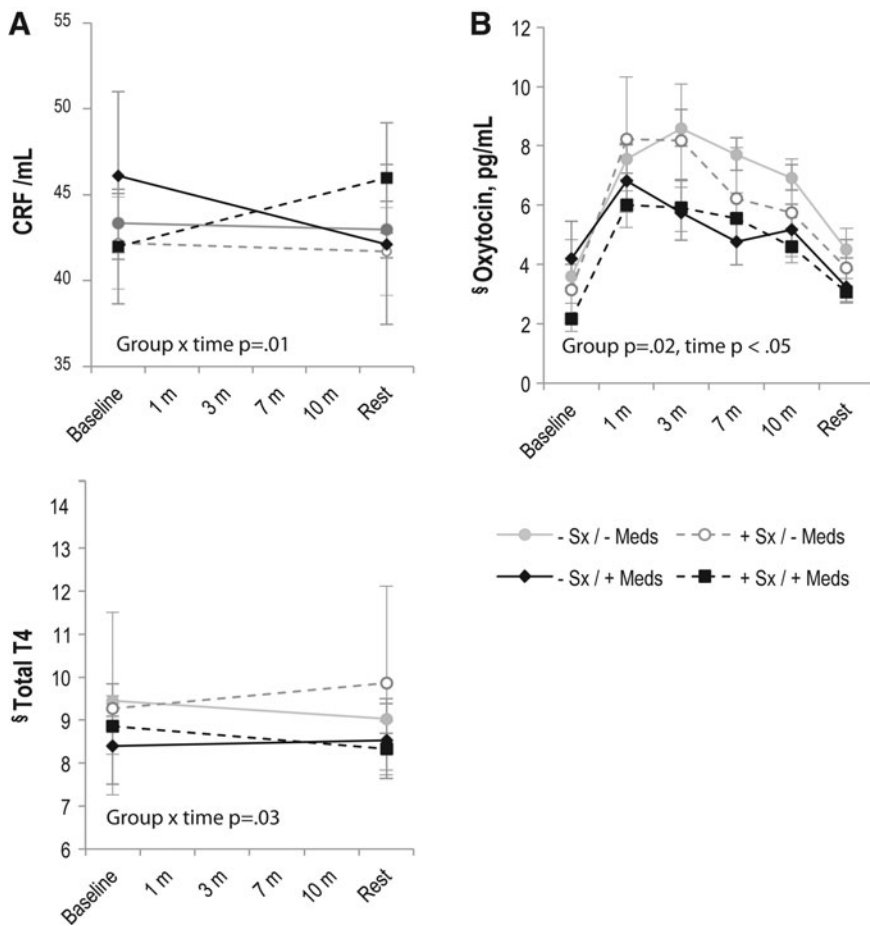 A
55
50
45
40
35
CRF /mL
Group x time p=.01
Baseline
1 m
3 m
7 m
10 m
Rest
B
12
10
8
6
4
2
0
§Oxytocin, pg/mL
Group p=.02, time p < .05
Baseline
1 m
3 m
7 m
10 m
Rest
14
13
12
11
10
9
8
7
6
§Total T4
Group x time p=.03
Baseline
1 m
3 m
7 m
10 m
Rest
- Sx / - Meds + Sx / - Meds
- Sx / + Meds + Sx / + Meds